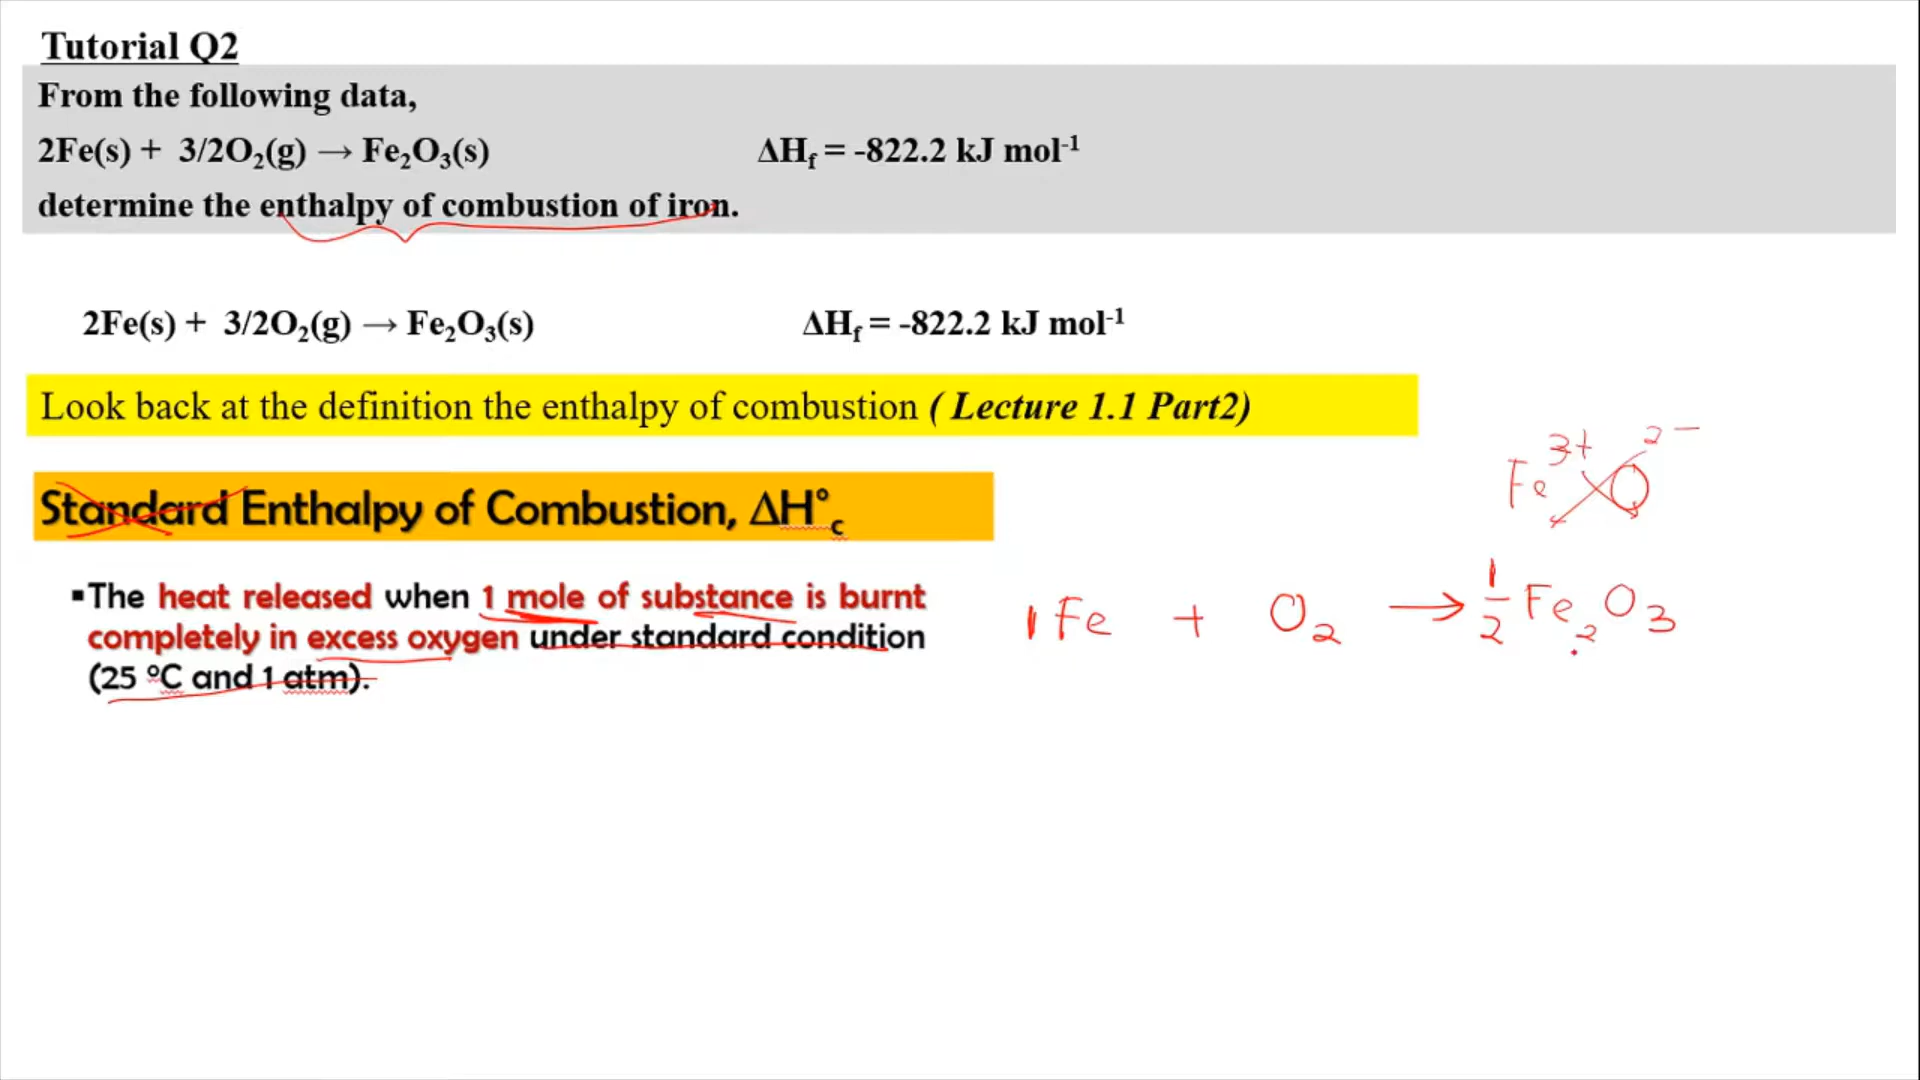 Tutorial Q2
From the following data,
2Fe(s) + 3/2O₂(g) → Fe₂O₃(s) ΔH_f = -822.2 kJ mol⁻¹
determine the enthalpy of combustion of iron.
2Fe(s) + 3/2O₂(g) → Fe₂O₃(s) ΔH_f = -822.2 kJ mol⁻¹
Look back at the definition the enthalpy of combustion ( Lecture 1.1 Part2)
Fe³⁺ O²⁻
Standard Enthalpy of Combustion, ΔH°c
▪The heat released when 1 mole of substance is burnt
completely in excess oxygen under standard condition
(25 °C and 1 atm).
1Fe + O₂ → 1/2 Fe₂O₃